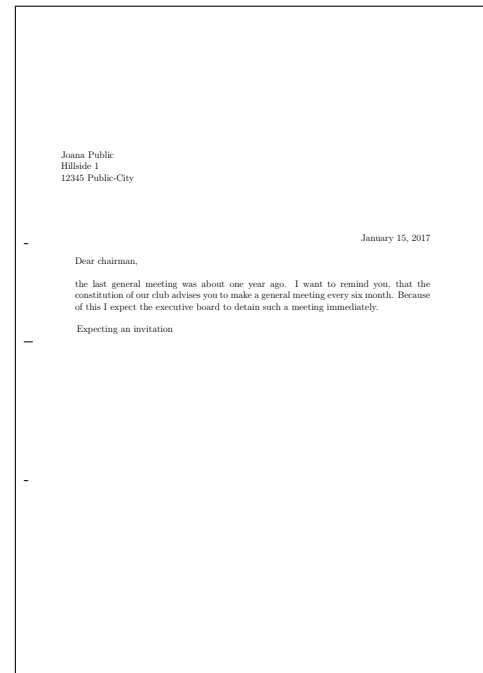 Joana Public
Hillside 1
12345 Public-City
January 15, 2017
Dear chairman,
the last general meeting was about one year ago. I want to remind you, that the
constitution of our club advises you to make a general meeting every six month. Because
of this I expect the executive board to detain such a meeting immediately.
Expecting an invitation